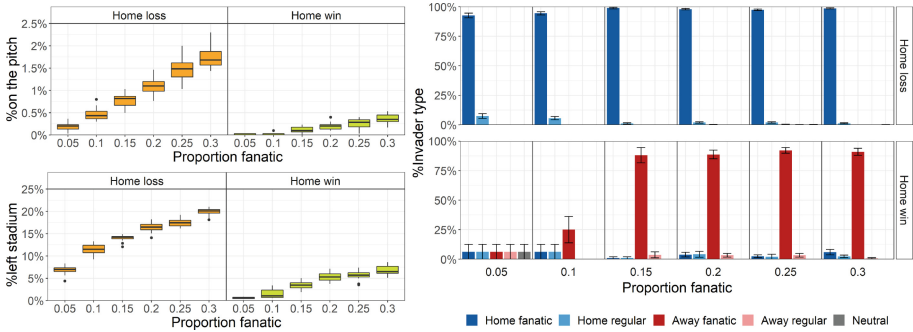 Home loss Home win
%on the pitch
2.5%
2%
1.5%
1%
0.5%
0%
0.05 0.1 0.15 0.2 0.25 0.3 0.05 0.1 0.15 0.2 0.25 0.3
Proportion fanatic
Home loss Home win
%left stadium
25%
20%
15%
10%
5%
0%
0.05 0.1 0.15 0.2 0.25 0.3 0.05 0.1 0.15 0.2 0.25 0.3
Proportion fanatic
%Invader type
100%
75%
50%
25%
0%
Home loss
100%
75%
50%
25%
0%
Home win
0.05 0.1 0.15 0.2 0.25 0.3
Proportion fanatic
Home fanatic Home regular Away fanatic Away regular Neutral